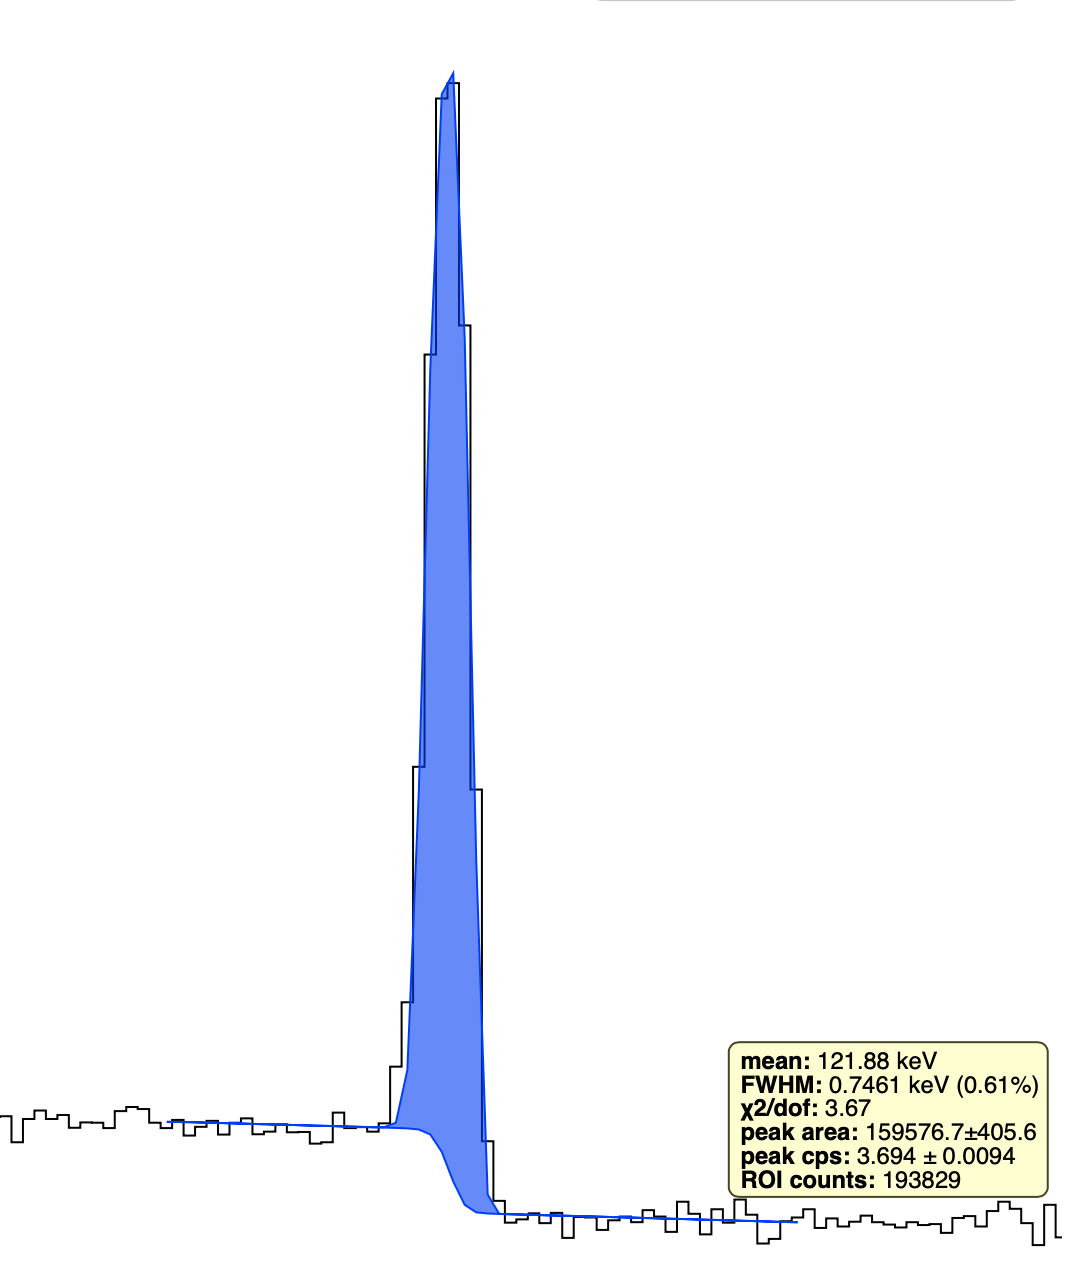 mean: 121.88 keV
FWHM: 0.7461 keV (0.61%)
χ2/dof: 3.67
peak area: 159576.7±405.6
peak cps: 3.694 ± 0.0094
ROI counts: 193829